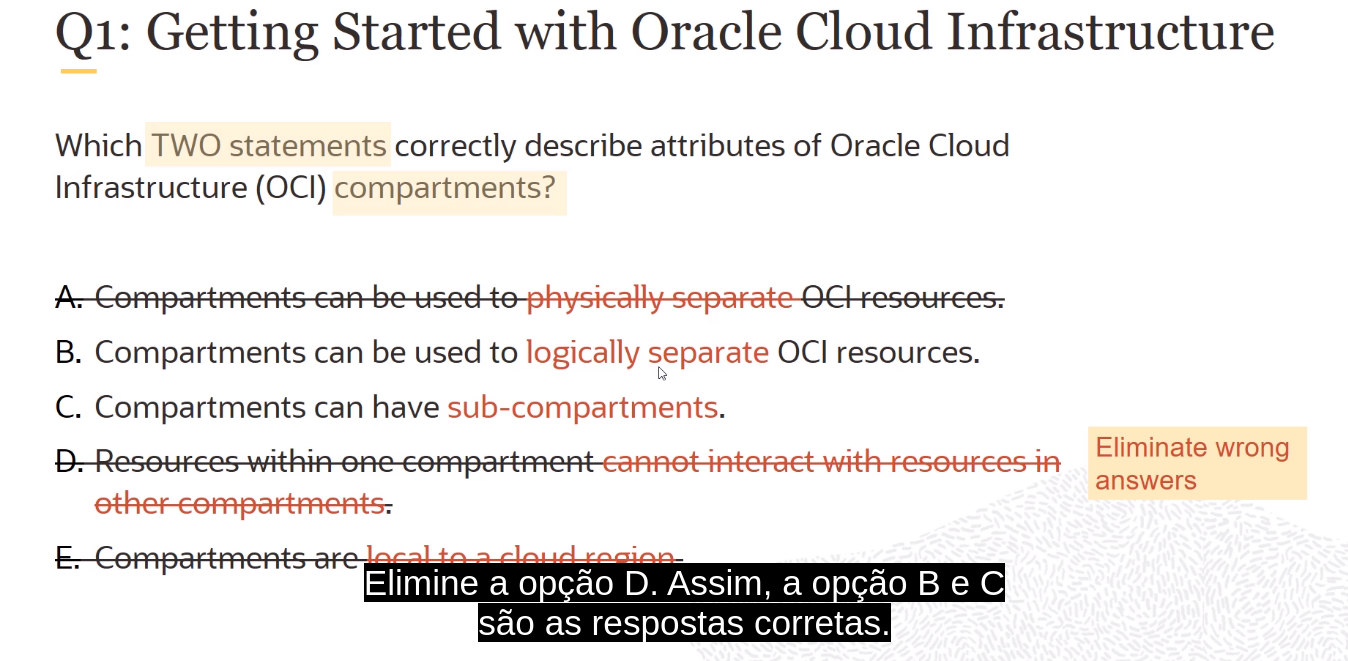 Q1: Getting Started with Oracle Cloud Infrastructure
Which TWO statements correctly describe attributes of Oracle Cloud
Infrastructure (OCI) compartments?
A. Compartments can be used to physically separate OCI resources.
B. Compartments can be used to logically separate OCI resources.
C. Compartments can have sub-compartments.
D. Resources within one compartment cannot interact with resources in
other compartments.
Eliminate wrong
answers
E. Compartments are local to a cloud region.
Elimine a opção D. Assim, a opção B e C
são as respostas corretas.